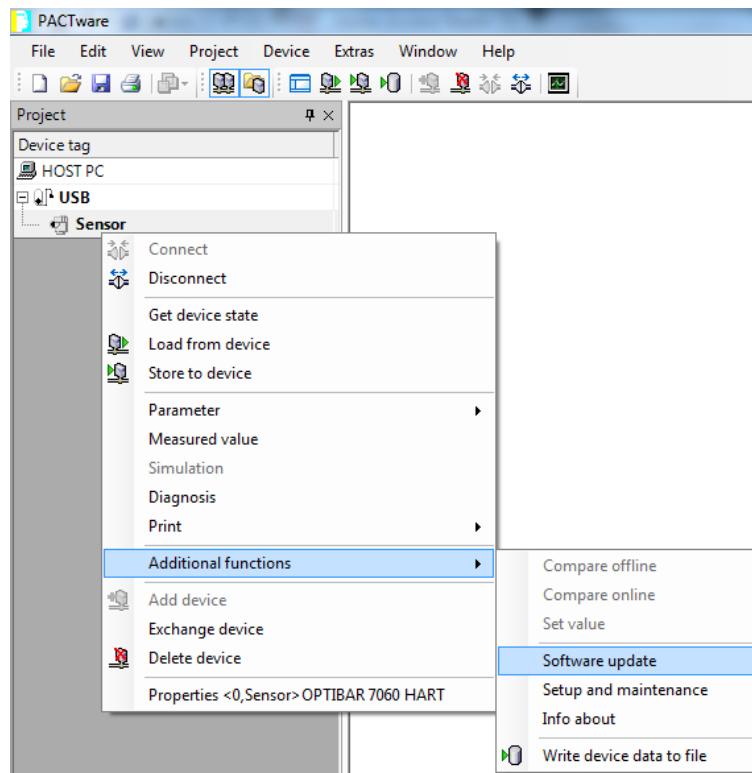 PACTware
File Edit View Project Device Extras Window Help
Project
Device tag
HOST PC
USB
Sensor
Connect
Disconnect
Get device state
Load from device
Store to device
Parameter
Measured value
Simulation
Diagnosis
Print
Additional functions
Add device
Exchange device
Delete device
Properties <0,Sensor> OPTIBAR 7060 HART
Compare offline
Compare online
Set value
Software update
Setup and maintenance
Info about
Write device data to file